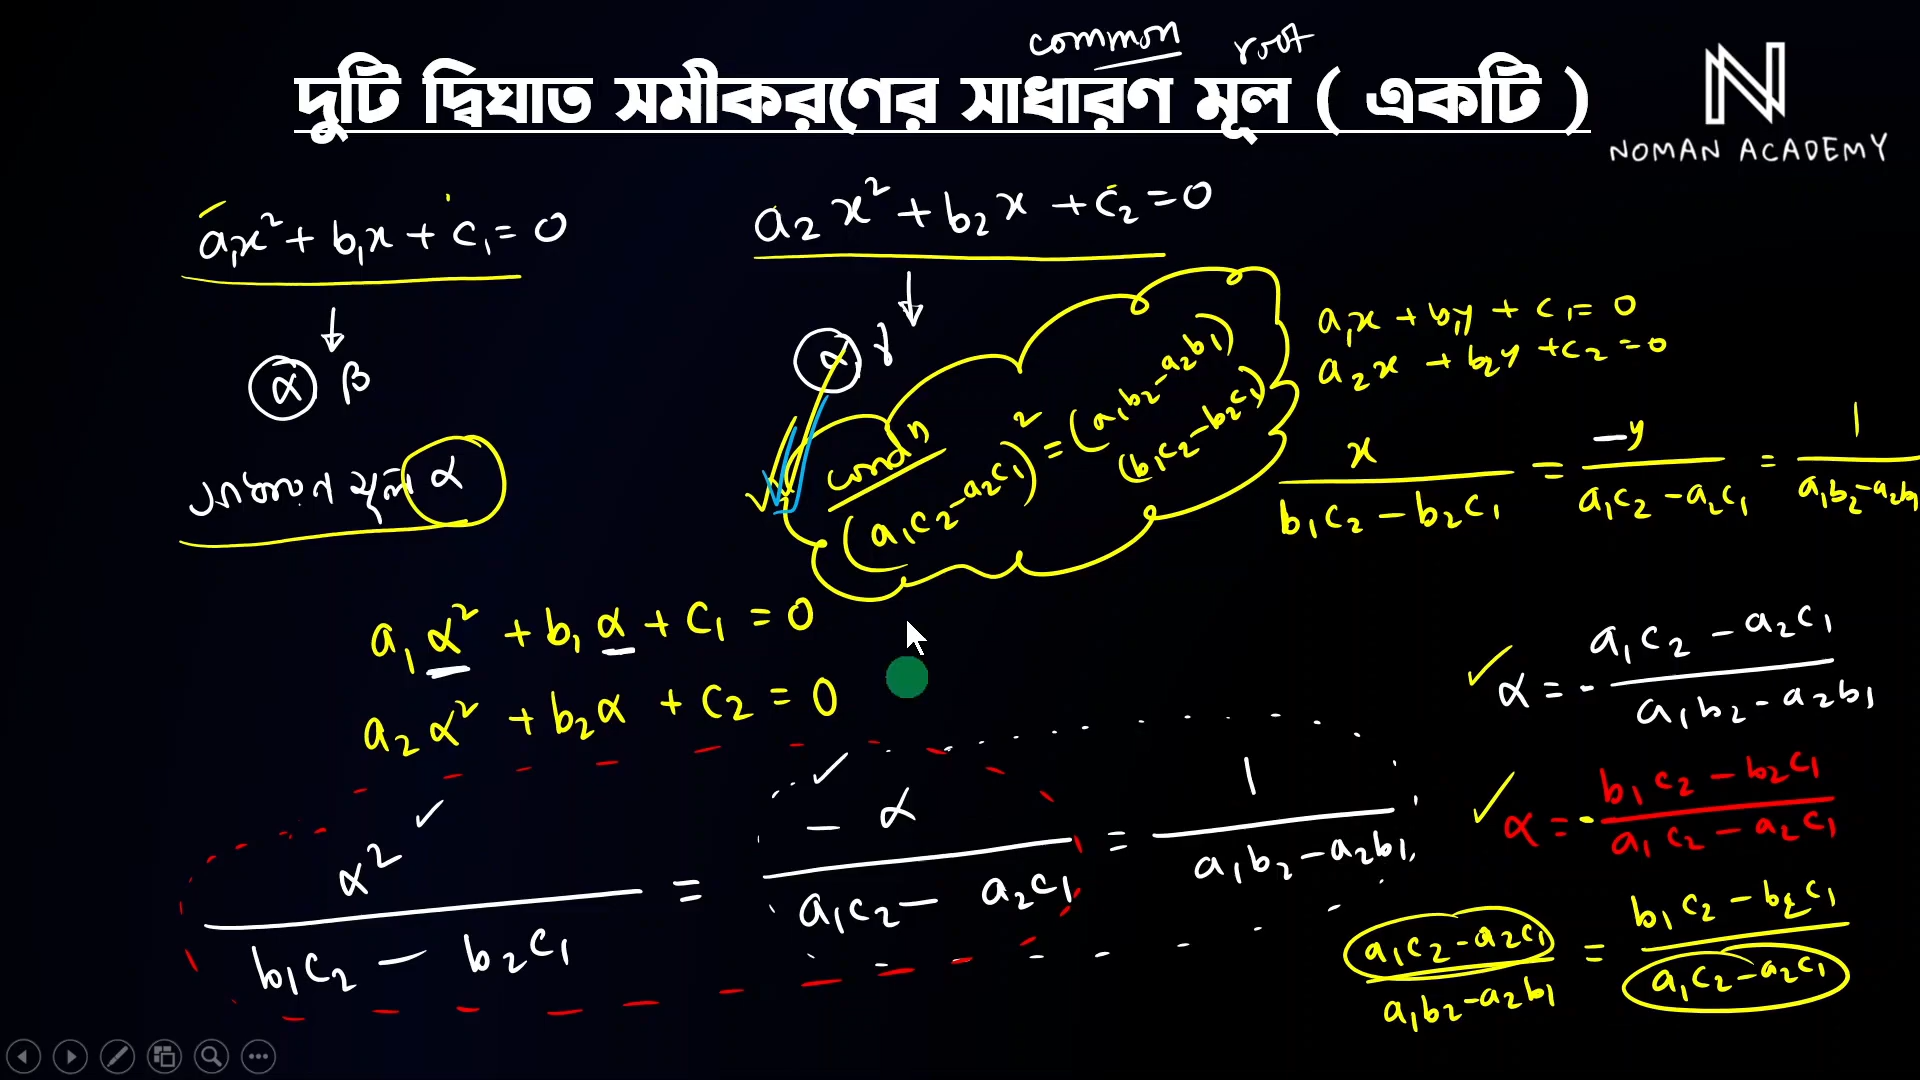 common root
দুটি দ্বিঘাত সমীকরণের সাধারণ মূল ( একটি )
NOMAN ACADEMY
a₁x² + b₁x + c₁ = 0
a₂x² + b₂x + c₂ = 0
α β
α γ
সাধারণ মূল α
condⁿ
(a₁c₂ - a₂c₁)² = (a₁b₂ - a₂b₁)
(b₁c₂ - b₂c₁)
a₁x + b₁y + c₁ = 0
a₂x + b₂y + c₂ = 0
x / (b₁c₂ - b₂c₁) = -y / (a₁c₂ - a₂c₁) = 1 / (a₁b₂ - a₂b₁
a₁α² + b₁α + c₁ = 0
a₂α² + b₂α + c₂ = 0
α² / (b₁c₂ - b₂c₁) = -α / (a₁c₂ - a₂c₁) = 1 / (a₁b₂ - a₂b₁)
α = - (a₁c₂ - a₂c₁) / (a₁b₂ - a₂b₁)
α = - (b₁c₂ - b₂c₁) / (a₁c₂ - a₂c₁)
(a₁c₂ - a₂c₁) / (a₁b₂ - a₂b₁) = (b₁c₂ - b₂c₁) / (a₁c₂ - a₂c₁)